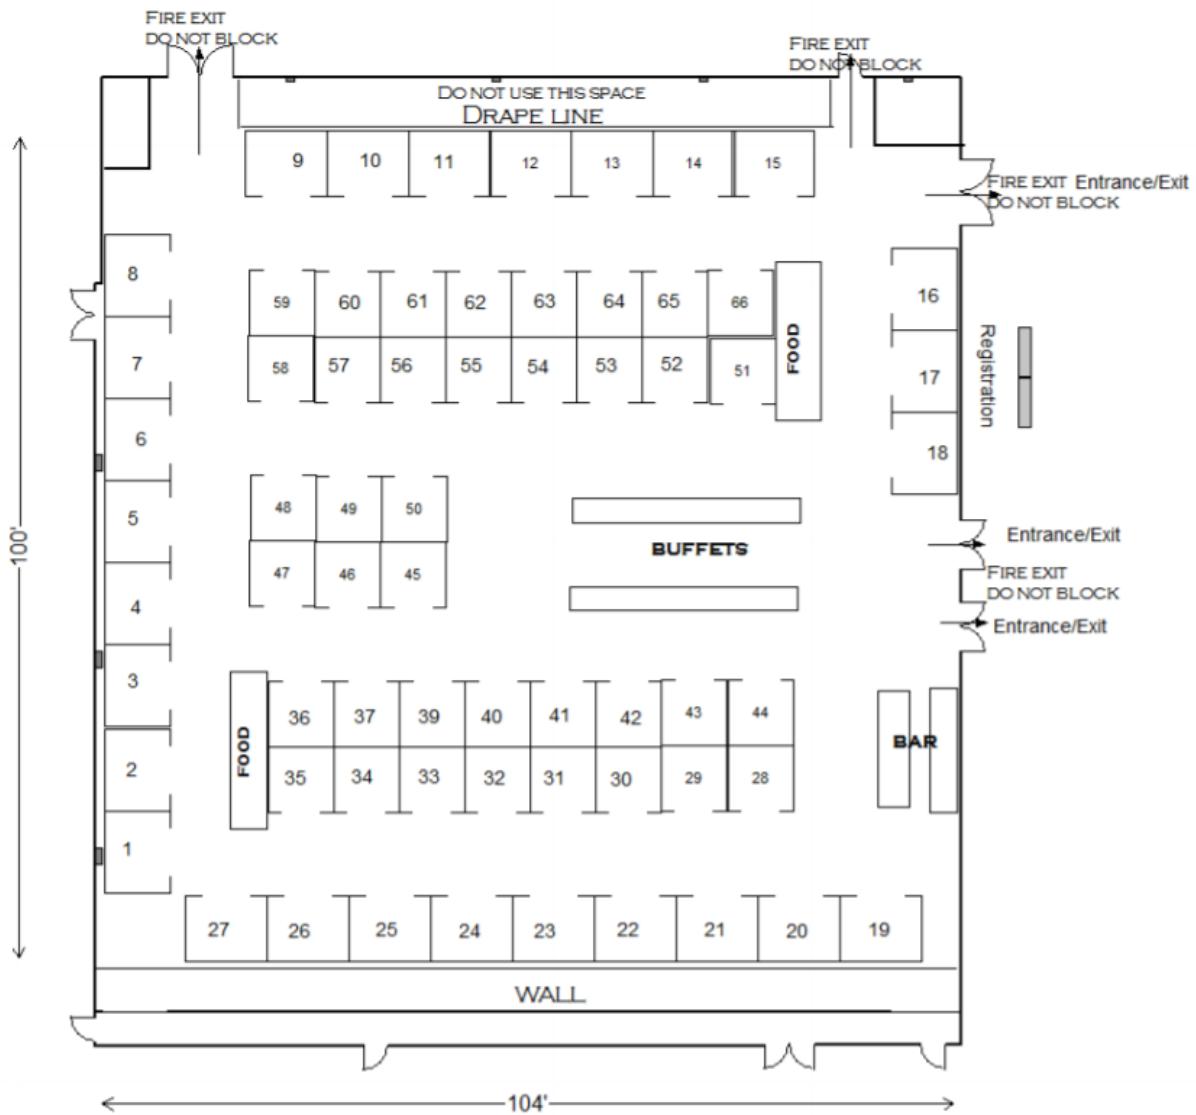 FIRE EXIT
DO NOT BLOCK
FIRE EXIT
DO NOT BLOCK
DO NOT USE THIS SPACE
DRAPE LINE
9 10 11 12 13 14 15
FIRE EXIT Entrance/Exit
DO NOT BLOCK
8
59 60 61 62 63 64 65 66
16
FOOD
Registration
7
58 57 56 55 54 53 52 51
17
6
18
5
48 49 50
100'
BUFFETS
Entrance/Exit
47 46 45
FIRE EXIT
DO NOT BLOCK
4
Entrance/Exit
3
36 37 39 40 41 42 43 44
FOOD
BAR
2
35 34 33 32 31 30 29 28
1
27 26 25 24 23 22 21 20 19
WALL
104'